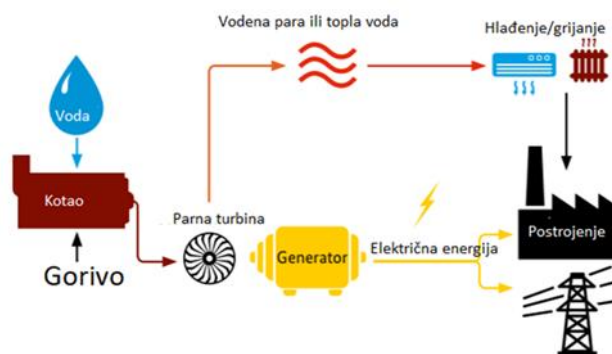 Vodena para ili topla voda
Hlađenje/grijanje
Voda
Kotao
Parna turbina
Gorivo
Generator
Električna energija
Postrojenje